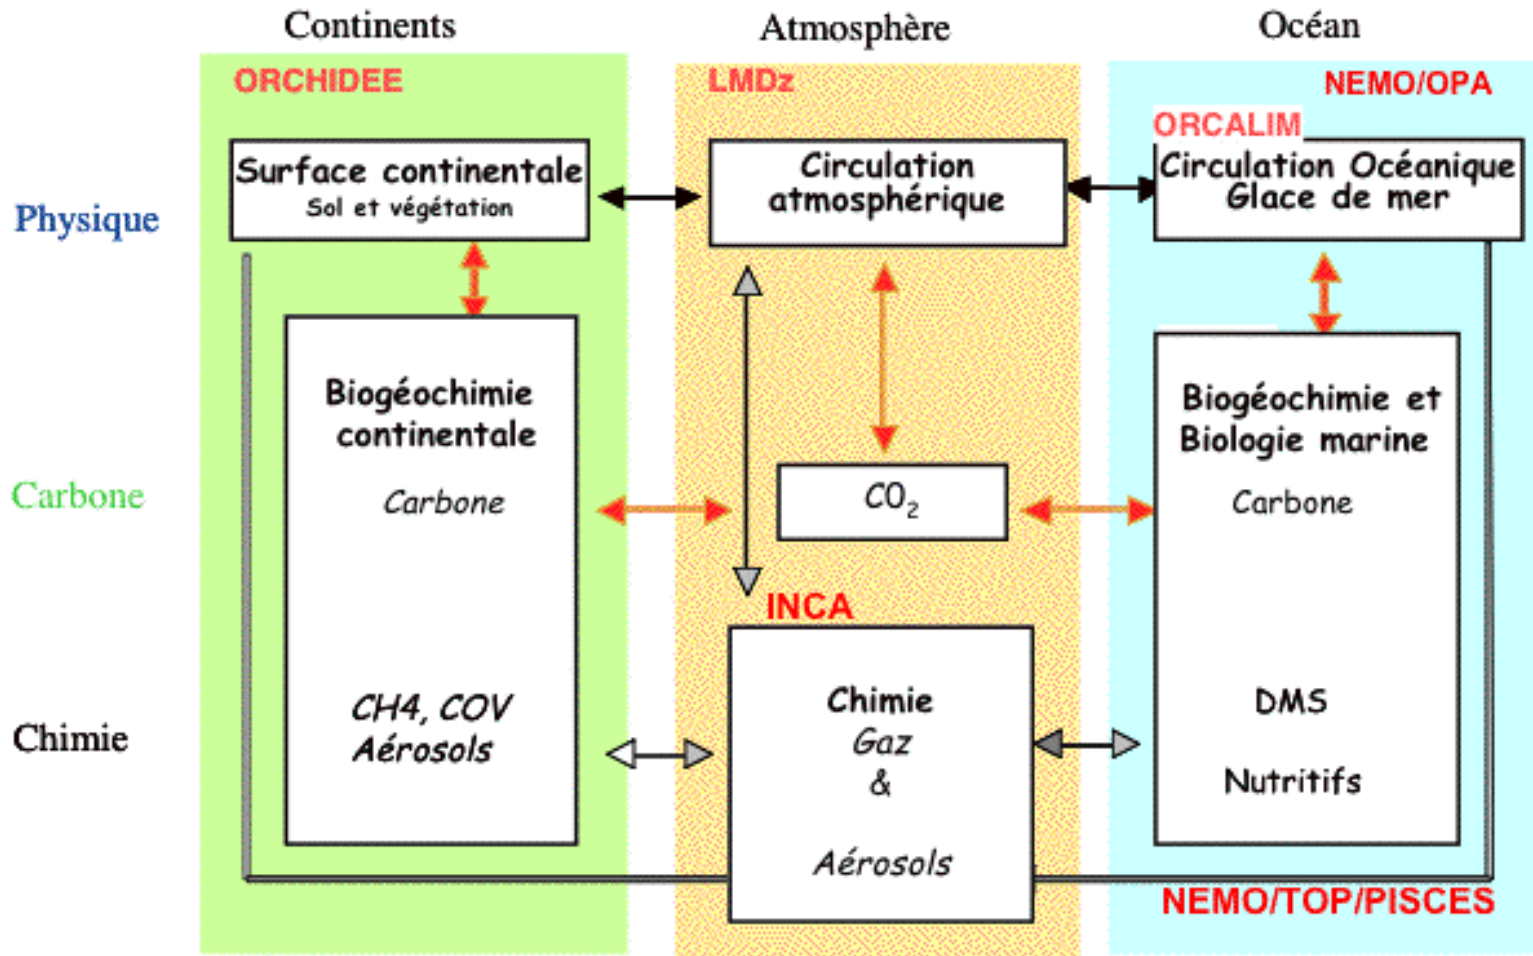 Continents
Atmosphère
Océan
ORCHIDEE
LMDz
NEMO/OPA
ORCALIM
Physique
Surface continentale
Sol et végétation
Circulation
atmosphérique
Circulation Océanique
Glace de mer
Carbone
Biogéochimie
continentale
Carbone
CO₂
Biogéochimie et
Biologie marine
Carbone
INCA
Chimie
CH4, COV
Aérosols
Chimie
Gaz
&
Aérosols
DMS
Nutritifs
NEMO/TOP/PISCES